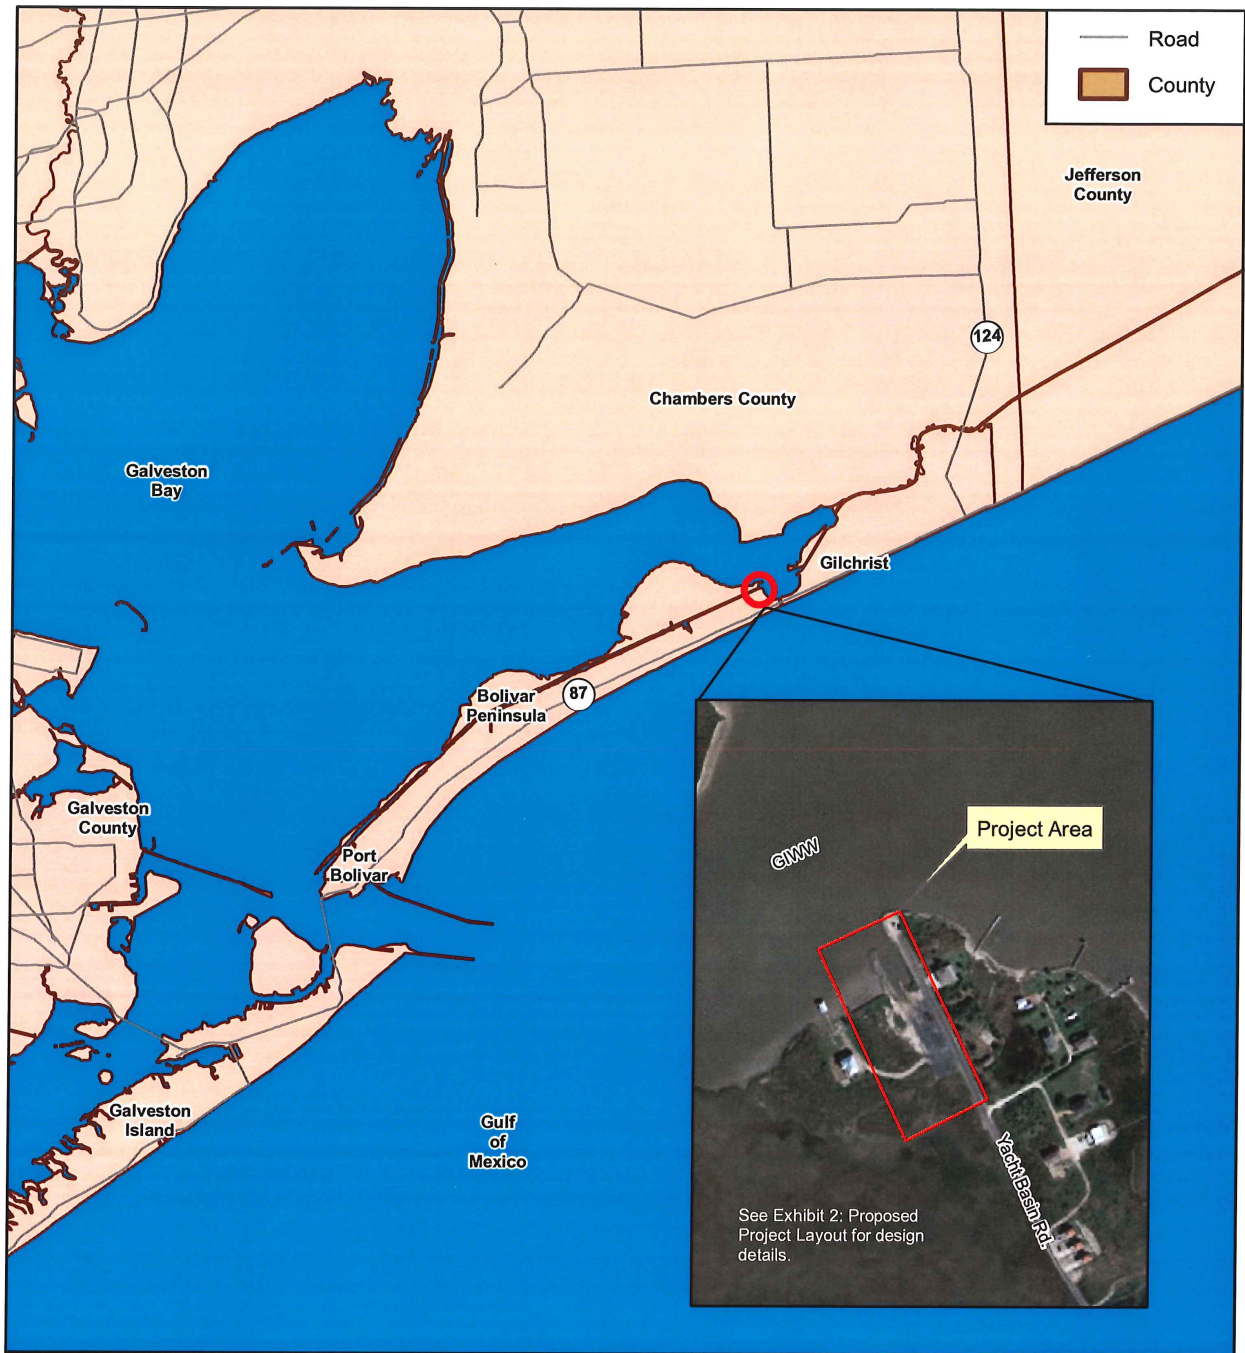 Road
County
Jefferson
County
124
Chambers County
Galveston
Bay
Gilchrist
Bolivar
Peninsula
87
Galveston
County
Port
Bolivar
Project Area
GIWW
Galveston
Island
Gulf
of
Mexico
Yacht Basin Rd.
See Exhibit 2: Proposed
Project Layout for design
details.